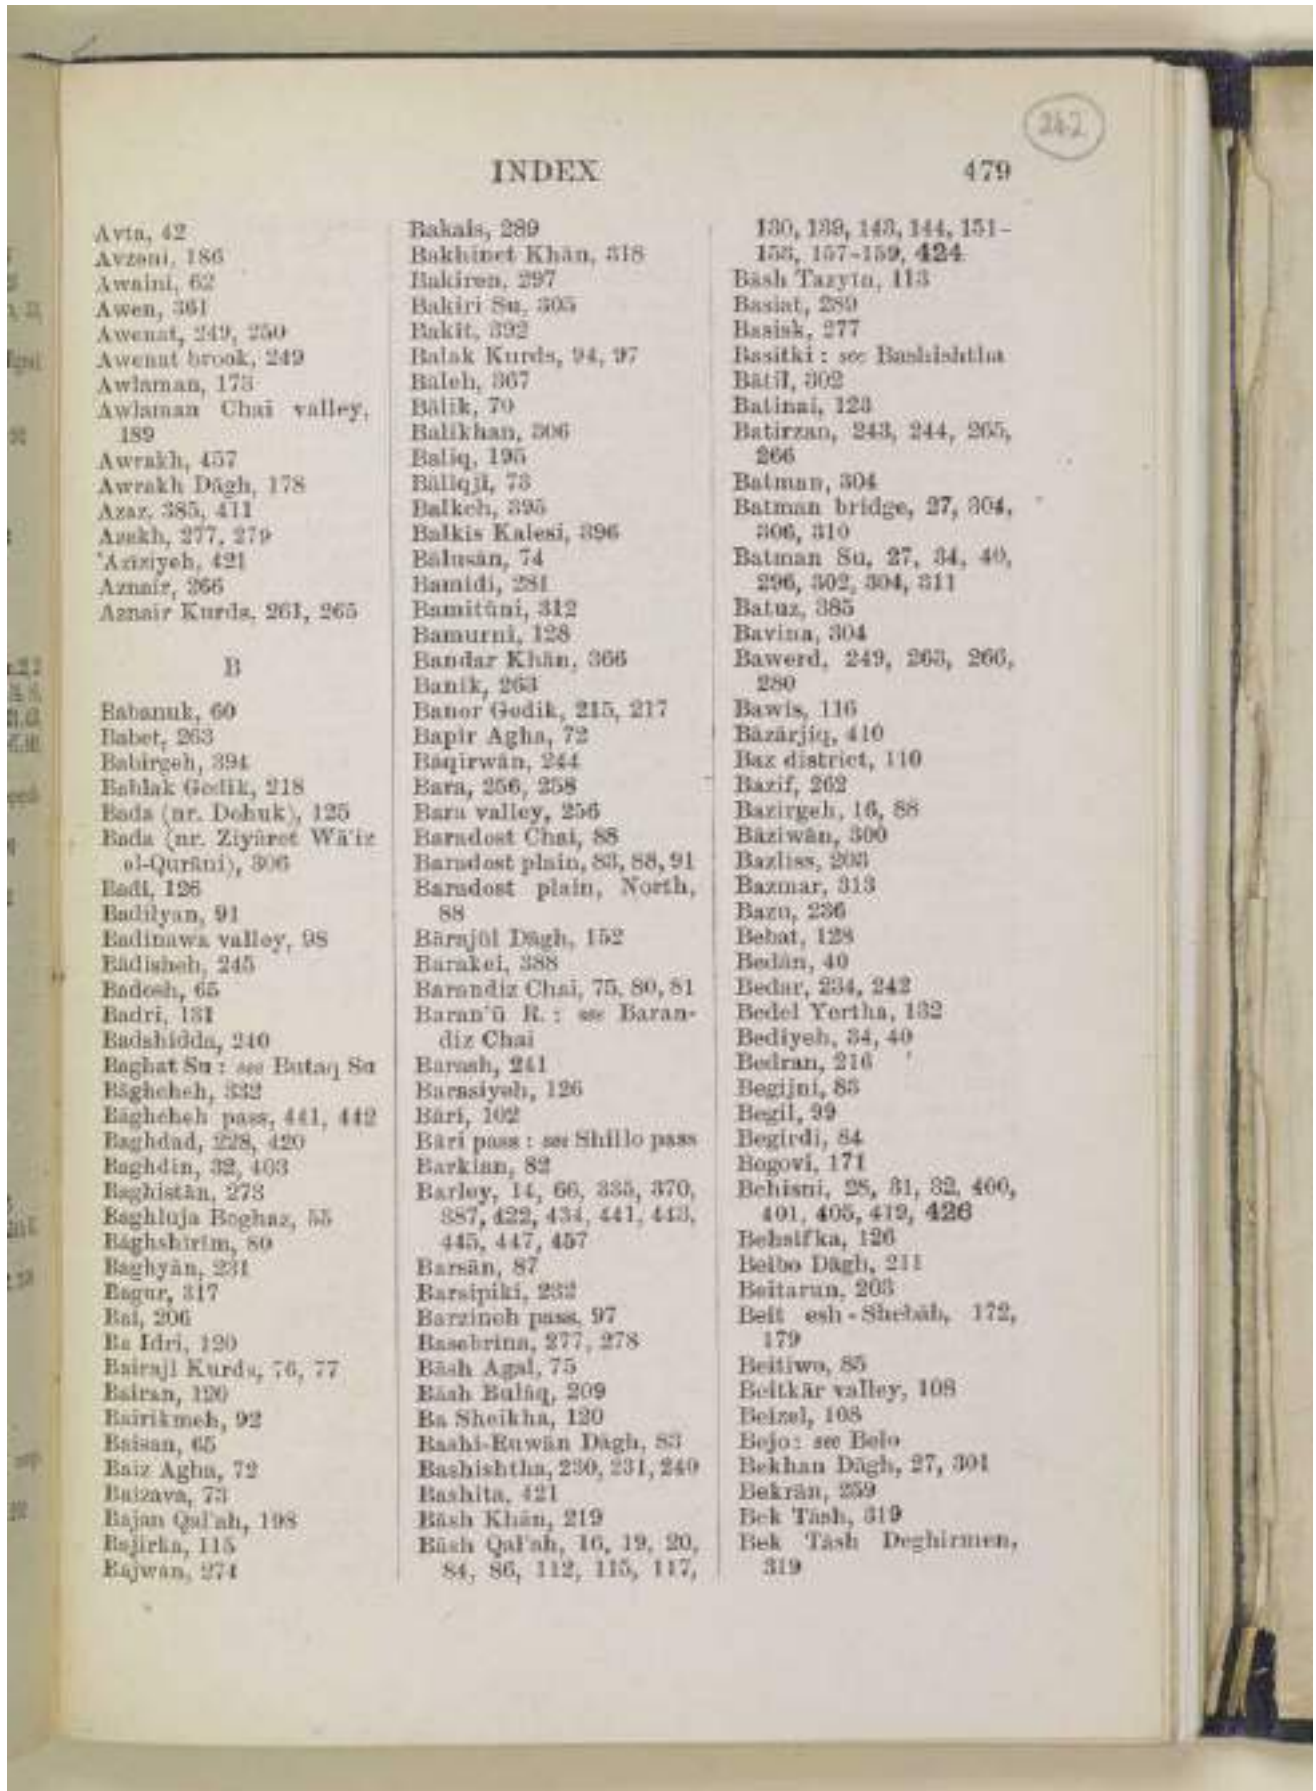 242
INDEX 479
Avta, 42
Avzeni, 186
Awaini, 62
Awen, 361
Awenat, 249, 250
Awenat brook, 249
Awlaman, 173
Awlaman Chai valley,
189
Awrakh, 457
Awrakh Dāgh, 178
Azaz, 385, 411
Azekh, 277, 279
'Azīzīyeh, 421
Aznair, 266
Aznair Kurds, 261, 265
B
Babanuk, 60
Babet, 263
Babirgeh, 394
Bablak Gedik, 218
Bada (nr. Dohuk), 125
Bada (nr. Ziyāret Wā'iz
el-Qurāni), 306
Badi, 126
Badilyan, 91
Badinawa valley, 98
Bādisheh, 245
Badosh, 65
Badri, 131
Badshidda, 240
Baghat Su : see Butaq Su
Bāghcheh, 332
Bāghcheh pass, 441, 442
Baghdad, 228, 420
Baghdin, 32, 403
Baghistān, 273
Baghluja Boghaz, 55
Bāghshirīm, 80
Baghyān, 231
Bagur, 317
Bai, 206
Ba Idri, 120
Bairaji Kurds, 76, 77
Bairan, 120
Bairikmeh, 92
Baisan, 65
Baiz Agha, 72
Baizava, 73
Bajan Qal'ah, 198
Bajirka, 115
Bajwan, 274
Bakais, 289
Bakhinet Khān, 318
Bakiren, 297
Bakiri Su, 305
Bakit, 392
Balak Kurds, 94, 97
Baleh, 367
Bālik, 70
Balikhan, 306
Baliq, 195
Bāliqji, 73
Balkeh, 395
Balkis Kalesi, 396
Bālusān, 74
Bamidi, 281
Bamitūni, 312
Bamurni, 128
Bandar Khān, 366
Banik, 263
Banor Gedik, 215, 217
Bapir Agha, 72
Baqirwān, 244
Bara, 256, 258
Bara valley, 256
Baradost Chai, 88
Baradost plain, 83, 88, 91
Baradost plain, North,
88
Bārajūl Dāgh, 152
Barakei, 388
Barandiz Chai, 75, 80, 81
Baran'ū R. : see Baran-
diz Chai
Barash, 241
Barasiyeh, 126
Bāri, 102
Bāri pass : see Shillo pass
Barkian, 82
Barley, 14, 66, 335, 370,
387, 422, 434, 441, 443,
445, 447, 457
Barsān, 87
Barsipiki, 232
Barzineh pass, 97
Basebrina, 277, 278
Bāsh Agal, 75
Bāsh Bulāq, 209
Ba Sheikha, 120
Bashi-Ruwān Dāgh, 83
Bashishtha, 230, 231, 240
Bashita, 421
Bāsh Khān, 219
Bāsh Qal'ah, 16, 19, 20,
84, 86, 112, 115, 117,
130, 139, 143, 144, 151-
153, 157-159, 424
Bāsh Tazyin, 113
Basiat, 289
Basisk, 277
Basitki : see Bashishtha
Bātil, 302
Batinai, 123
Batirzan, 243, 244, 265,
266
Batman, 304
Batman bridge, 27, 304,
306, 310
Batman Su, 27, 34, 40,
296, 302, 304, 311
Batuz, 385
Bavina, 304
Bawerd, 249, 263, 266,
280
Bawis, 116
Bāzārjiq, 410
Baz district, 110
Bazif, 262
Bazirgeh, 16, 88
Bāziwān, 300
Bazliss, 203
Bazmar, 313
Bazu, 236
Bebat, 128
Bedān, 40
Bedar, 234, 242
Bedel Yertha, 132
Bediyeh, 34, 40
Bedran, 216
Begijni, 83
Begil, 99
Begirdi, 84
Begovi, 171
Behisni, 28, 31, 32, 400,
401, 405, 419, 426
Behsifka, 126
Beibo Dāgh, 211
Beitarun, 203
Beit esh-Shebāb, 172,
179
Beitiwe, 85
Beitkār valley, 108
Beizel, 108
Bejo : see Belo
Bekhan Dāgh, 27, 301
Bekrān, 259
Bek Tāsh, 319
Bek Tāsh Deghirmen,
319